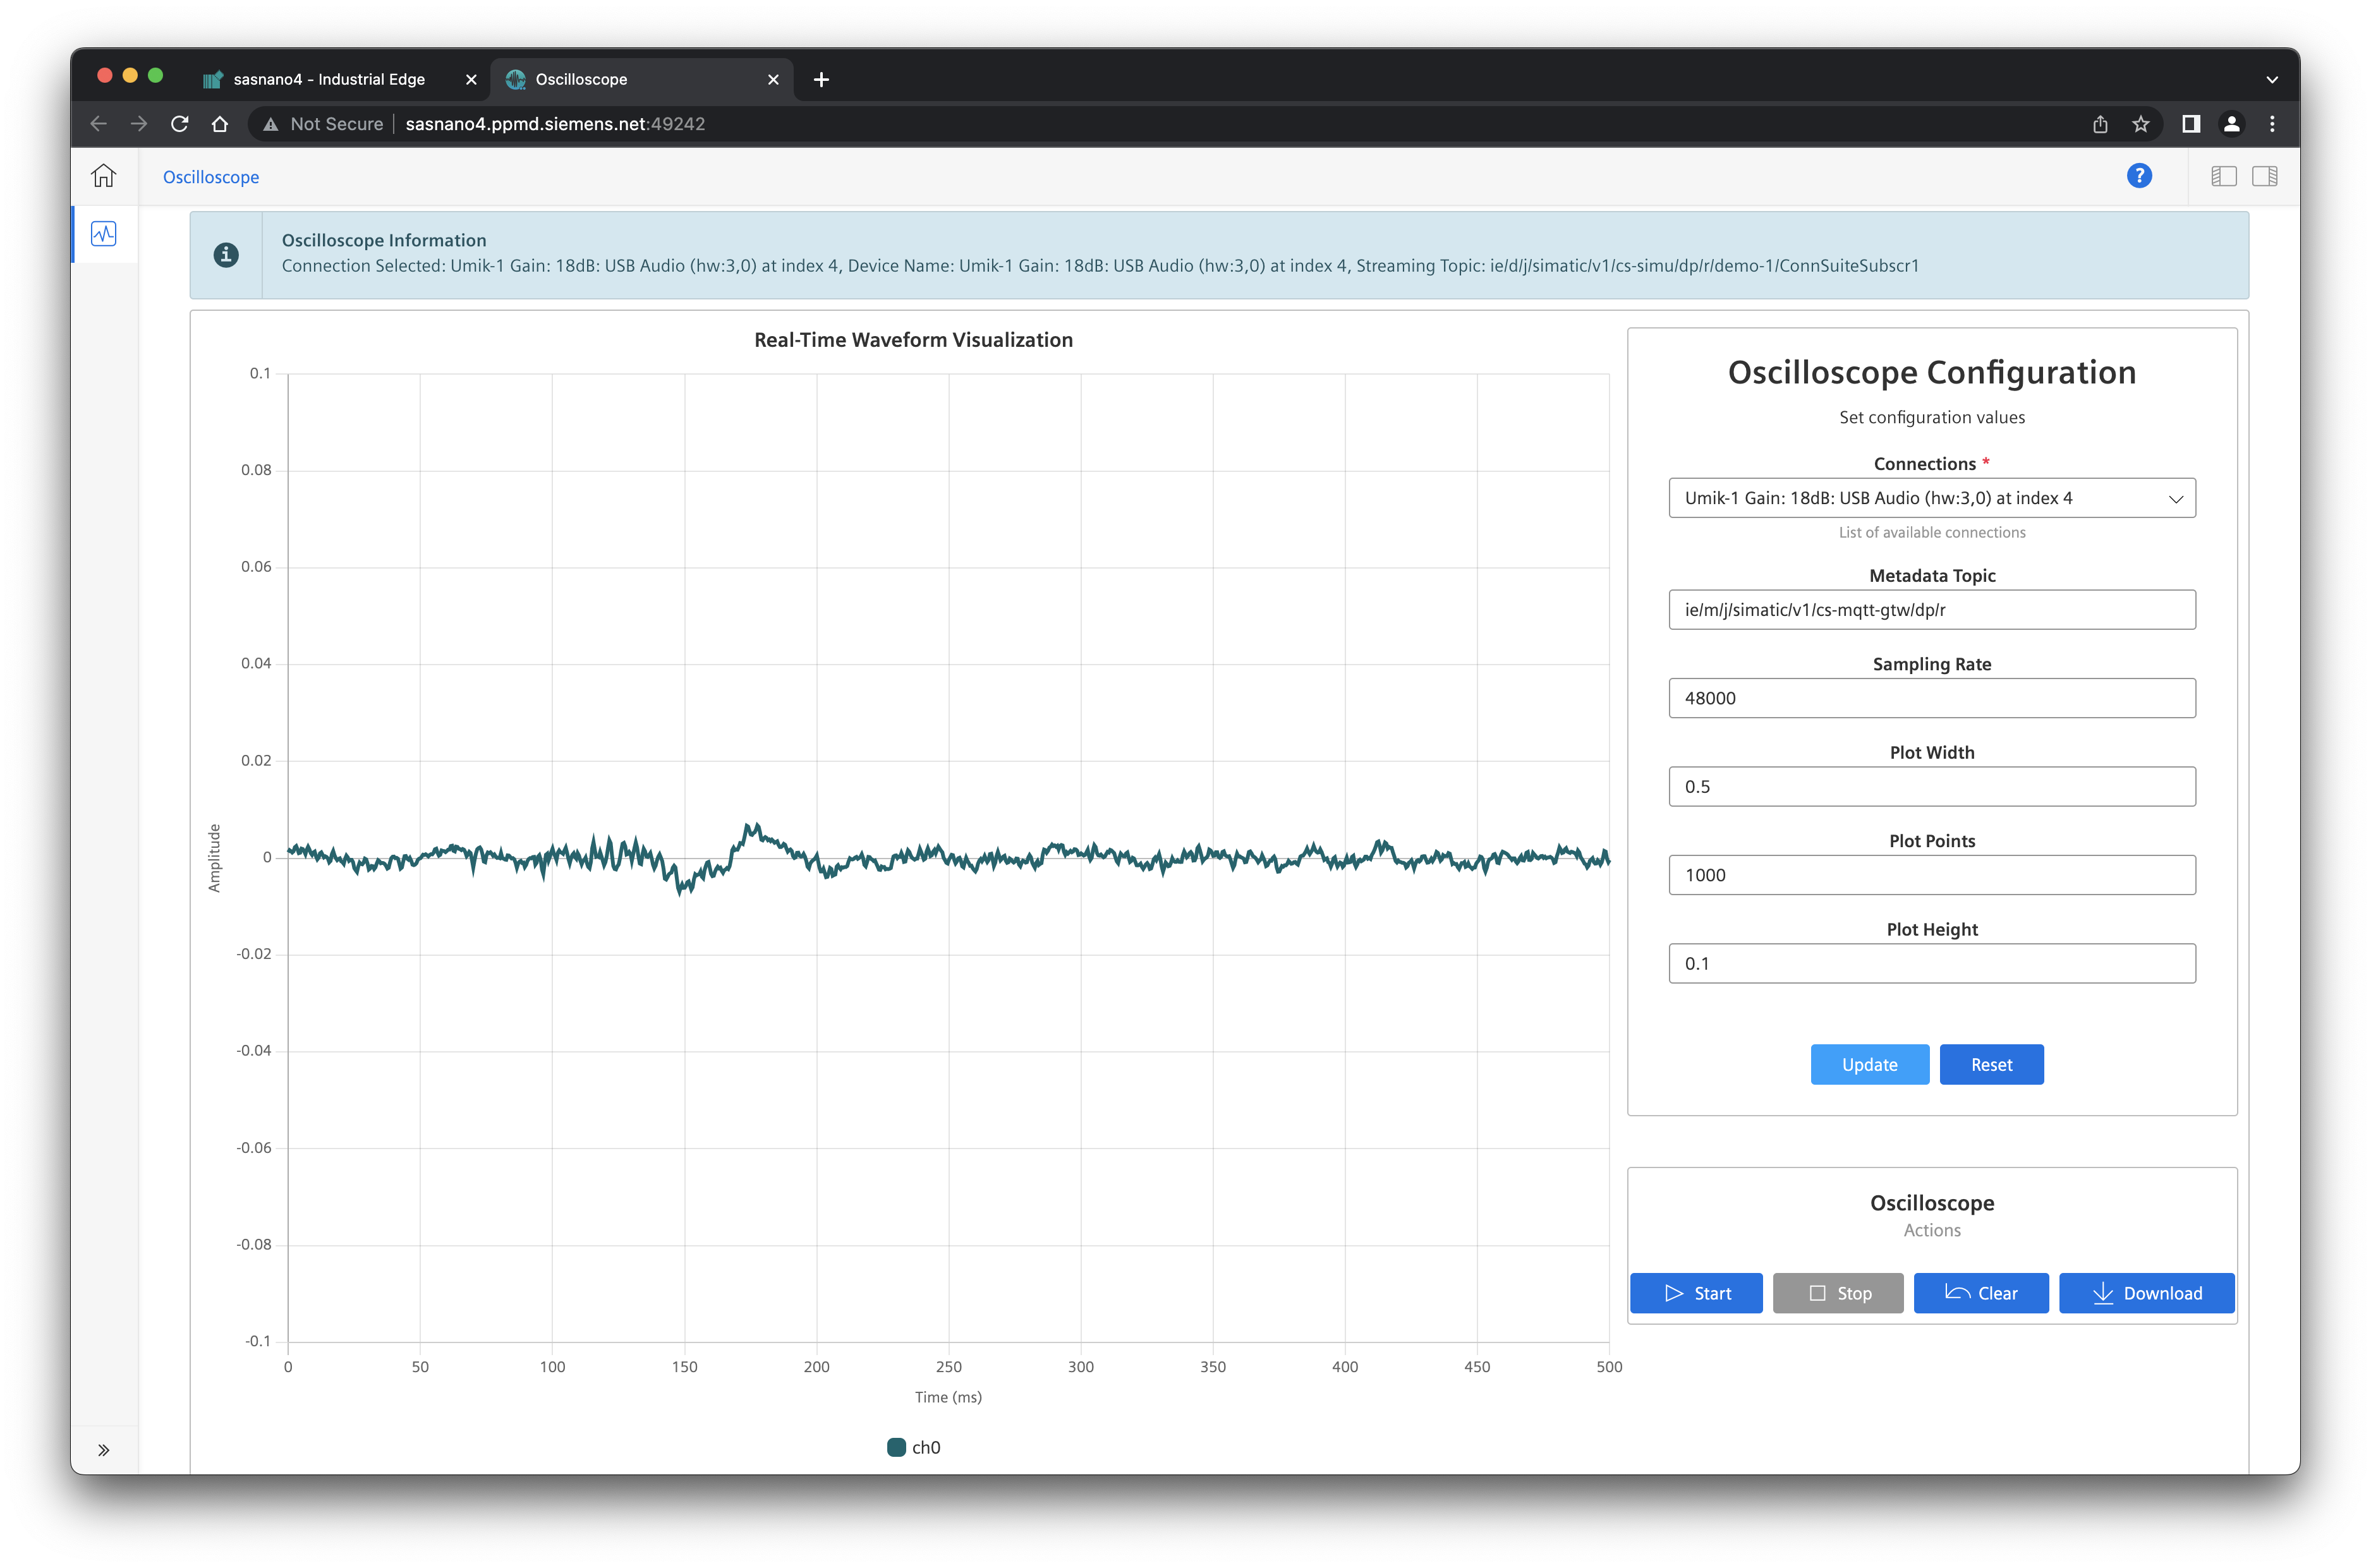 sasnano4 - Industrial Edge
Oscilloscope
Not Secure
sasnano4.ppmd.siemens.net:49242
Oscilloscope
?
Oscilloscope Information
Connection Selected: Umik-1 Gain: 18dB: USB Audio (hw:3,0) at index 4, Device Name: Umik-1 Gain: 18dB: USB Audio (hw:3,0) at index 4, Streaming Topic: ie/d/j/simatic/v1/cs-simu/dp/r/demo-1/ConnSuiteSubscr1
Real-Time Waveform Visualization
0.1
0.08
0.06
0.04
0.02
0
-0.02
-0.04
-0.06
-0.08
-0.1
Amplitude
0 50 100 150 200 250 300 350 400 450 500
Time (ms)
ch0
Oscilloscope Configuration
Set configuration values
Connections *
Umik-1 Gain: 18dB: USB Audio (hw:3,0) at index 4
List of available connections
Metadata Topic
ie/m/j/simatic/v1/cs-mqtt-gtw/dp/r
Sampling Rate
48000
Plot Width
0.5
Plot Points
1000
Plot Height
0.1
Update Reset
Oscilloscope
Actions
Start Stop Clear Download